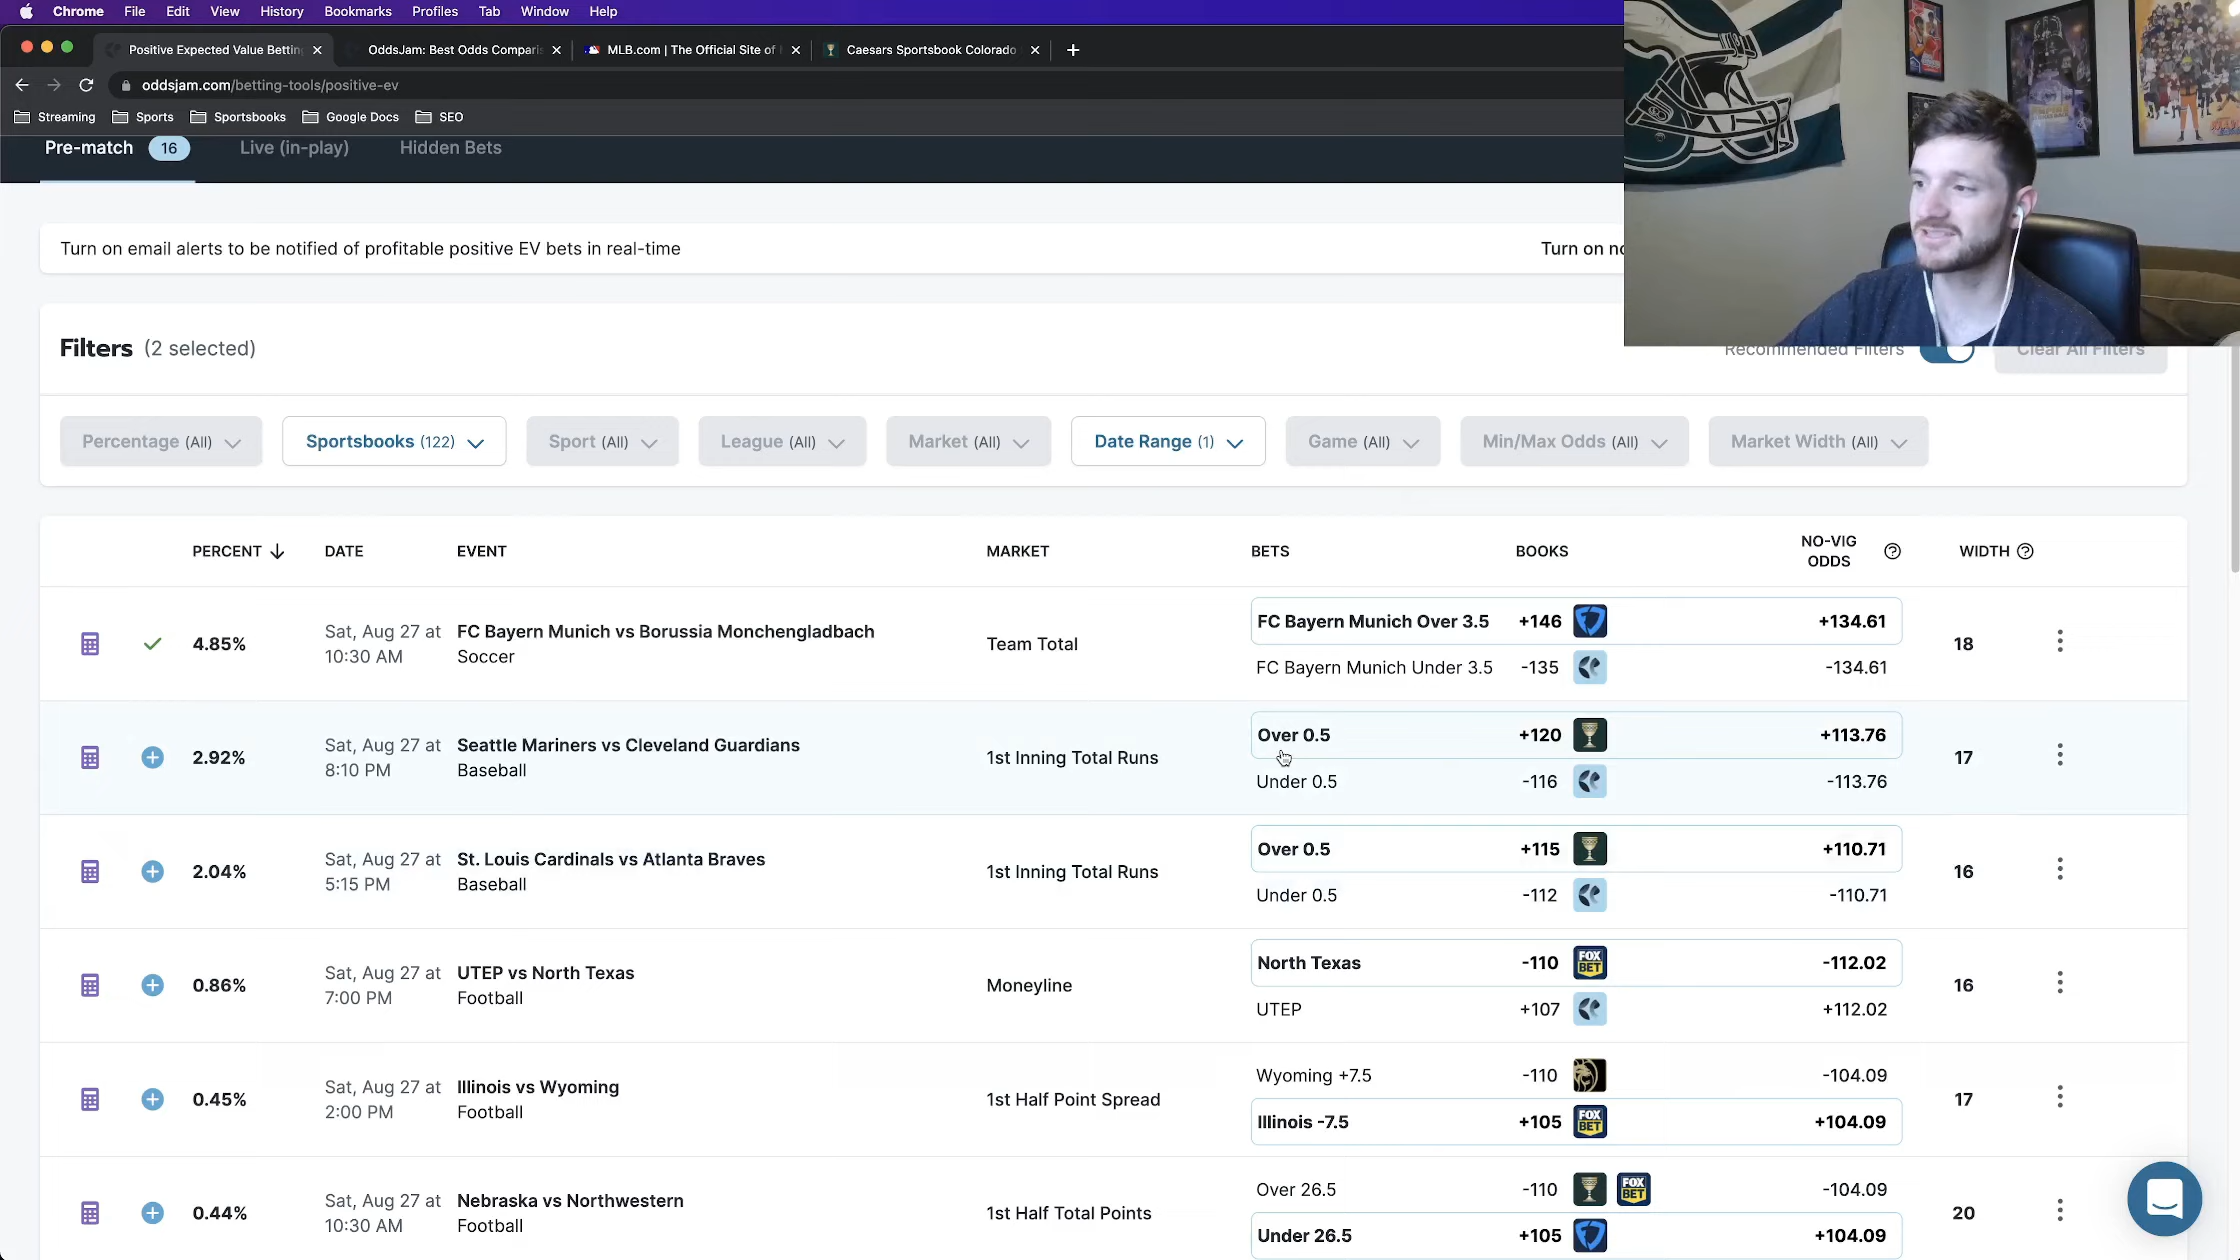 Chrome File Edit View History Bookmarks Profiles Tab Window Help
Positive Expected Value Betting OddsJam: Best Odds Comparis MLB.com | The Official Site of Caesars Sportsbook Colorado
oddsjam.com/betting-tools/positive-ev
Streaming Sports Sportsbooks Google Docs SEO
Pre-match 16 Live (in-play) Hidden Bets
Turn on email alerts to be notified of profitable positive EV bets in real-time Turn on no
Filters (2 selected) Recommended Filters Clear All Filters
Percentage (All) Sportsbooks (122) Sport (All) League (All) Market (All) Date Range (1) Game (All) Min/Max Odds (All) Market Width (All)
PERCENT DATE EVENT MARKET BETS BOOKS NO-VIG ODDS ? WIDTH ?
4.85% Sat, Aug 27 at 10:30 AM FC Bayern Munich vs Borussia Monchengladbach Soccer Team Total FC Bayern Munich Over 3.5 +146 +134.61 18
FC Bayern Munich Under 3.5 -135 -134.61
2.92% Sat, Aug 27 at 8:10 PM Seattle Mariners vs Cleveland Guardians Baseball 1st Inning Total Runs Over 0.5 +120 +113.76 17
Under 0.5 -116 -113.76
2.04% Sat, Aug 27 at 5:15 PM St. Louis Cardinals vs Atlanta Braves Baseball 1st Inning Total Runs Over 0.5 +115 +110.71 16
Under 0.5 -112 -110.71
0.86% Sat, Aug 27 at 7:00 PM UTEP vs North Texas Football Moneyline North Texas -110 FOX BET -112.02 16
UTEP +107 +112.02
0.45% Sat, Aug 27 at 2:00 PM Illinois vs Wyoming Football 1st Half Point Spread Wyoming +7.5 -110 -104.09 17
Illinois -7.5 +105 FOX BET +104.09
0.44% Sat, Aug 27 at 10:30 AM Nebraska vs Northwestern Football 1st Half Total Points Over 26.5 -110 FOX BET -104.09 20
Under 26.5 +105 +104.09